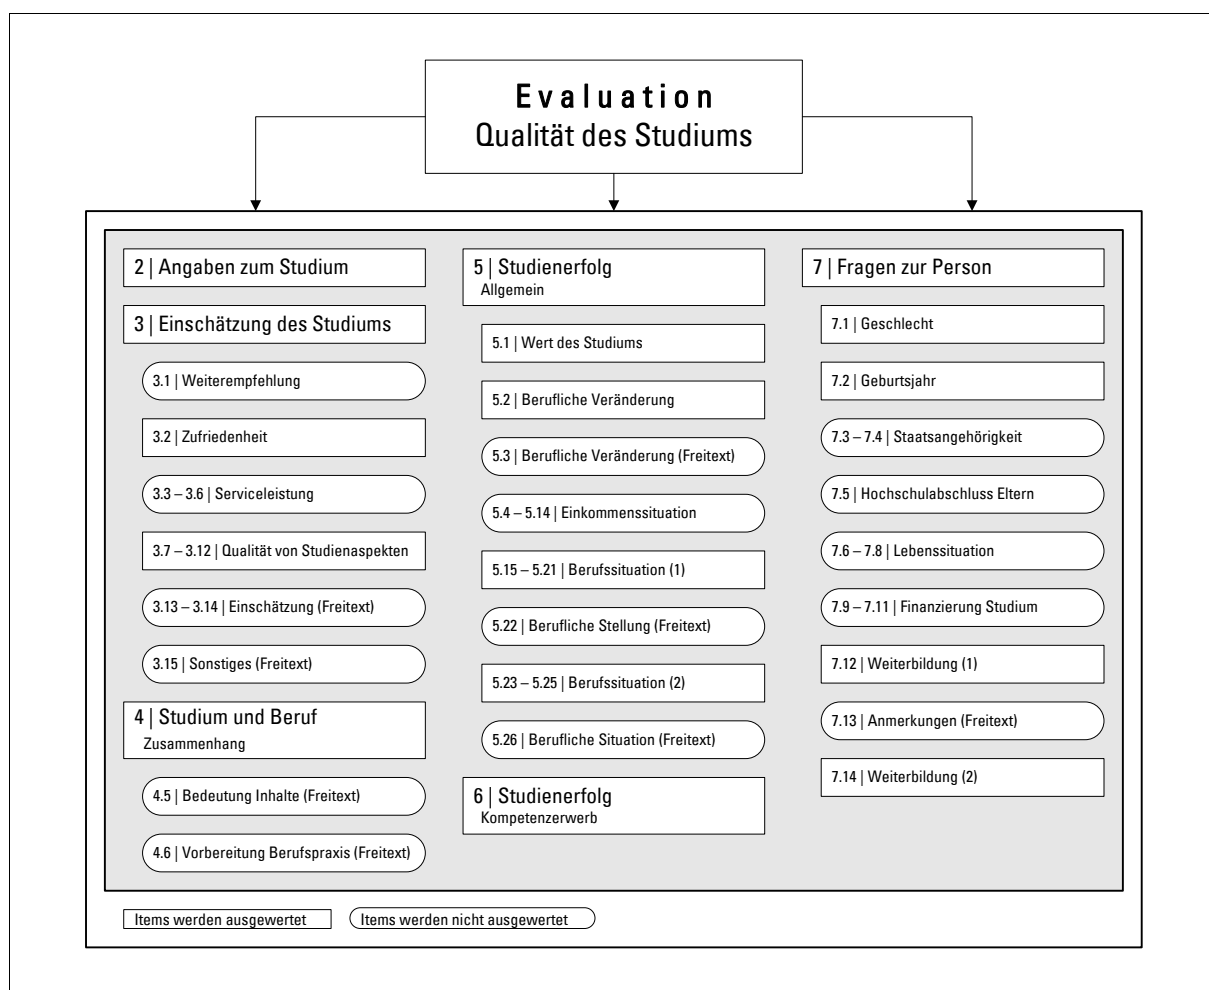 Evaluation
Qualität des Studiums
2 | Angaben zum Studium
3 | Einschätzung des Studiums
3.1 | Weiterempfehlung
3.2 | Zufriedenheit
3.3 – 3.6 | Serviceleistung
3.7 – 3.12 | Qualität von Studienaspekten
3.13 – 3.14 | Einschätzung (Freitext)
3.15 | Sonstiges (Freitext)
4 | Studium und Beruf
Zusammenhang
4.5 | Bedeutung Inhalte (Freitext)
4.6 | Vorbereitung Berufspraxis (Freitext)
5 | Studienerfolg
Allgemein
5.1 | Wert des Studiums
5.2 | Berufliche Veränderung
5.3 | Berufliche Veränderung (Freitext)
5.4 – 5.14 | Einkommenssituation
5.15 – 5.21 | Berufssituation (1)
5.22 | Berufliche Stellung (Freitext)
5.23 – 5.25 | Berufssituation (2)
5.26 | Berufliche Situation (Freitext)
6 | Studienerfolg
Kompetenzerwerb
7 | Fragen zur Person
7.1 | Geschlecht
7.2 | Geburtsjahr
7.3 – 7.4 | Staatsangehörigkeit
7.5 | Hochschulabschluss Eltern
7.6 – 7.8 | Lebenssituation
7.9 – 7.11 | Finanzierung Studium
7.12 | Weiterbildung (1)
7.13 | Anmerkungen (Freitext)
7.14 | Weiterbildung (2)
Items werden ausgewertet
Items werden nicht ausgewertet